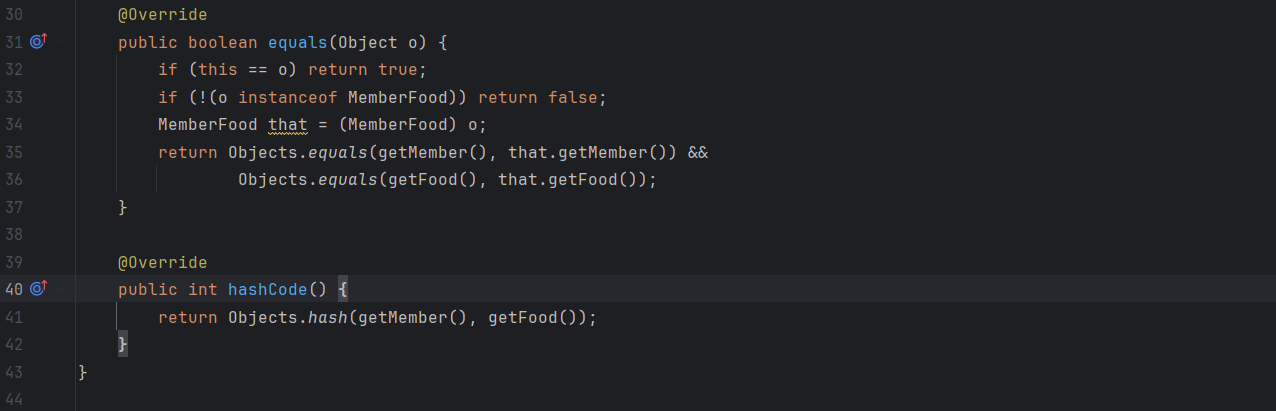 30 @Override
31 public boolean equals(Object o) {
32 if (this == o) return true;
33 if (!(o instanceof MemberFood)) return false;
34 MemberFood that = (MemberFood) o;
35 return Objects.equals(getMember(), that.getMember()) &&
36 Objects.equals(getFood(), that.getFood());
37 }
38
39 @Override
40 public int hashCode() {
41 return Objects.hash(getMember(), getFood());
42 }
43 }
44